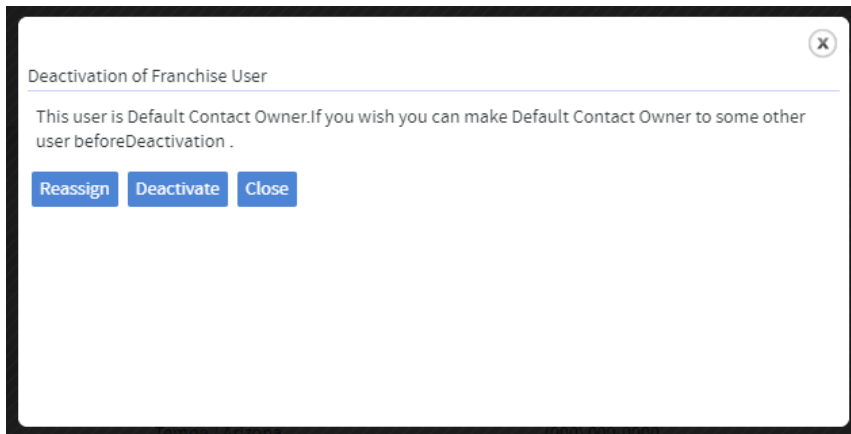 x
Deactivation of Franchise User
This user is Default Contact Owner.If you wish you can make Default Contact Owner to some other
user beforeDeactivation .
Reassign Deactivate Close